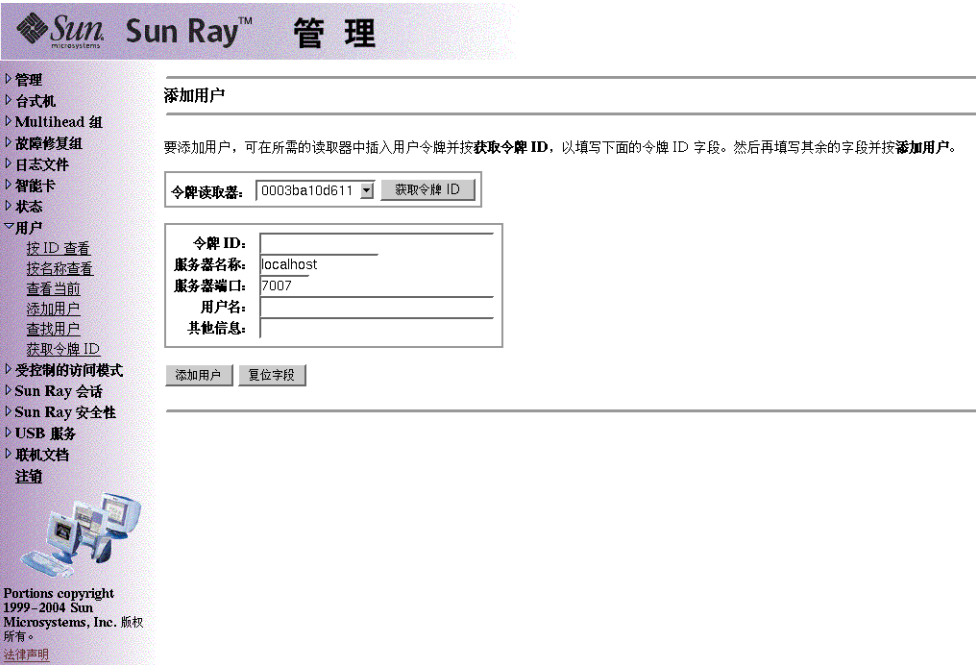 Sun microsystems Sun Ray™ 管 理
管理
台式机
Multihead 组
故障修复组
日志文件
智能卡
状态
用户
按 ID 查看
按名称查看
查看当前
添加用户
查找用户
获取令牌 ID
受控制的访问模式
Sun Ray 会话
Sun Ray 安全性
USB 服务
联机文档
注销
Portions copyright
1999-2004 Sun
Microsystems, Inc. 版权
所有。
法律声明
添加用户
要添加用户，可在所需的读取器中插入用户令牌并按获取令牌 ID，以填写下面的令牌 ID 字段。然后再填写其余的字段并按添加用户。
令牌读取器： 0003ba10d611 获取令牌 ID
令牌 ID：
服务器名称： localhost
服务器端口： 7007
用户名：
其他信息：
添加用户 复位字段